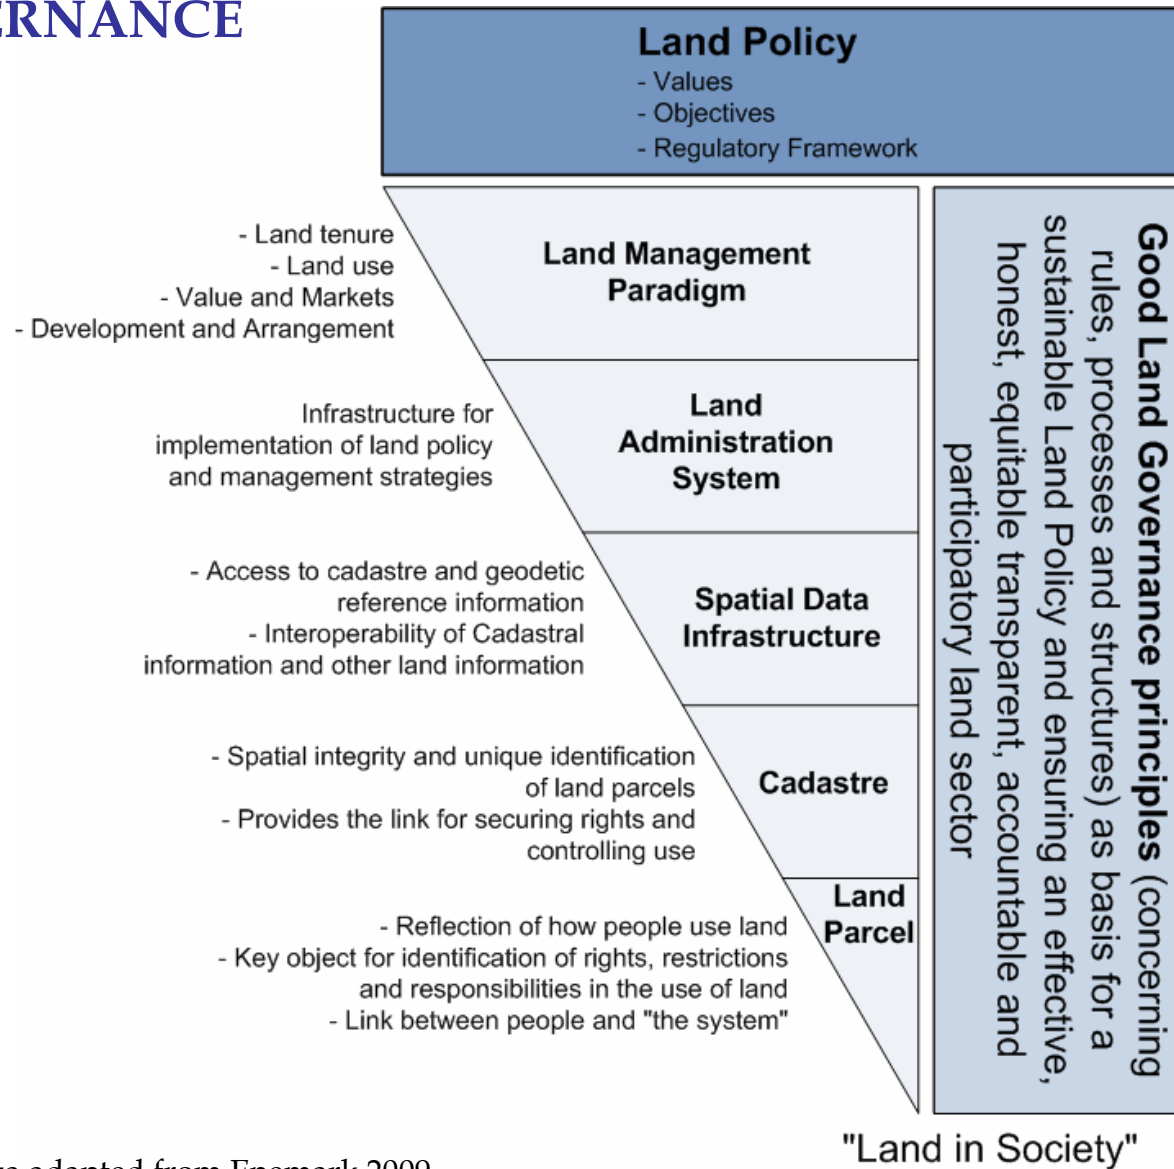 ERNANCE
Land Policy
- Values
- Objectives
- Regulatory Framework
- Land tenure
- Land use
- Value and Markets
- Development and Arrangement
Land Management
Paradigm
Infrastructure for
implementation of land policy
and management strategies
Land
Administration
System
- Access to cadastre and geodetic
reference information
- Interoperability of Cadastral
information and other land information
Spatial Data
Infrastructure
- Spatial integrity and unique identification
of land parcels
- Provides the link for securing rights and
controlling use
Cadastre
- Reflection of how people use land
- Key object for identification of rights, restrictions
and responsibilities in the use of land
- Link between people and "the system"
Land
Parcel
Good Land Governance principles (concerning
rules, processes and structures) as basis for a
sustainable Land Policy and ensuring an effective,
honest, equitable transparent, accountable and
participatory land sector
"Land in Society"
adapted from Enemark 2009